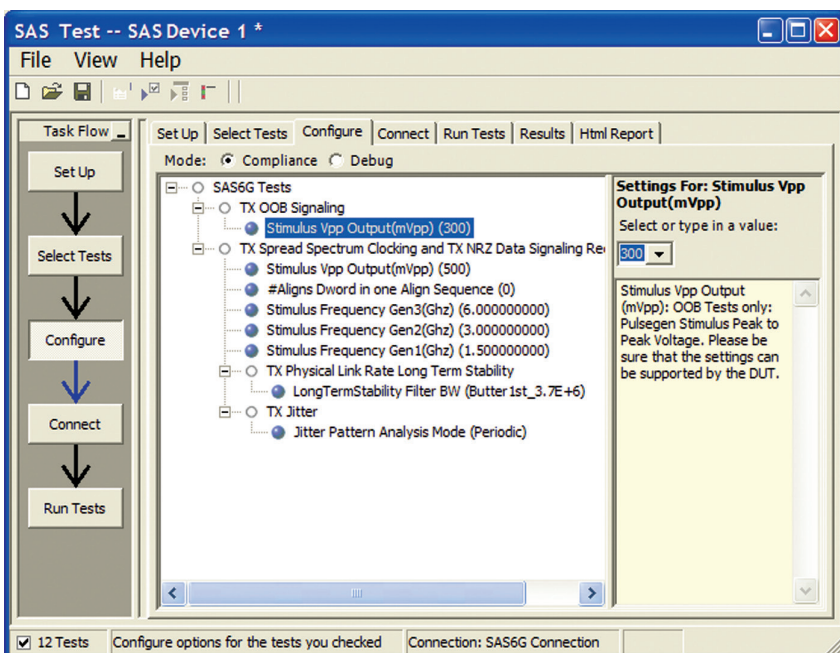 SAS Test -- SAS Device 1 *
File View Help
Task Flow
Set Up
Select Tests
Configure
Connect
Run Tests
Set Up Select Tests Configure Connect Run Tests Results Html Report
Mode: Compliance Debug
SAS6G Tests
TX OOB Signaling
Stimulus Vpp Output(mVpp) (300)
TX Spread Spectrum Clocking and TX NRZ Data Signaling Re
Stimulus Vpp Output(mVpp) (500)
#Aligns Dword in one Align Sequence (0)
Stimulus Frequency Gen3(Ghz) (6.000000000)
Stimulus Frequency Gen2(Ghz) (3.000000000)
Stimulus Frequency Gen1(Ghz) (1.500000000)
TX Physical Link Rate Long Term Stability
LongTermStability Filter BW (Butter1st_3.7E+6)
TX Jitter
Jitter Pattern Analysis Mode (Periodic)
Settings For: Stimulus Vpp
Output(mVpp)
Select or type in a value:
300
Stimulus Vpp Output
(mVpp): OOB Tests only:
Pulsegen Stimulus Peak to
Peak Voltage. Please be
sure that the settings can
be supported by the DUT.
12 Tests Configure options for the tests you checked Connection: SAS6G Connection